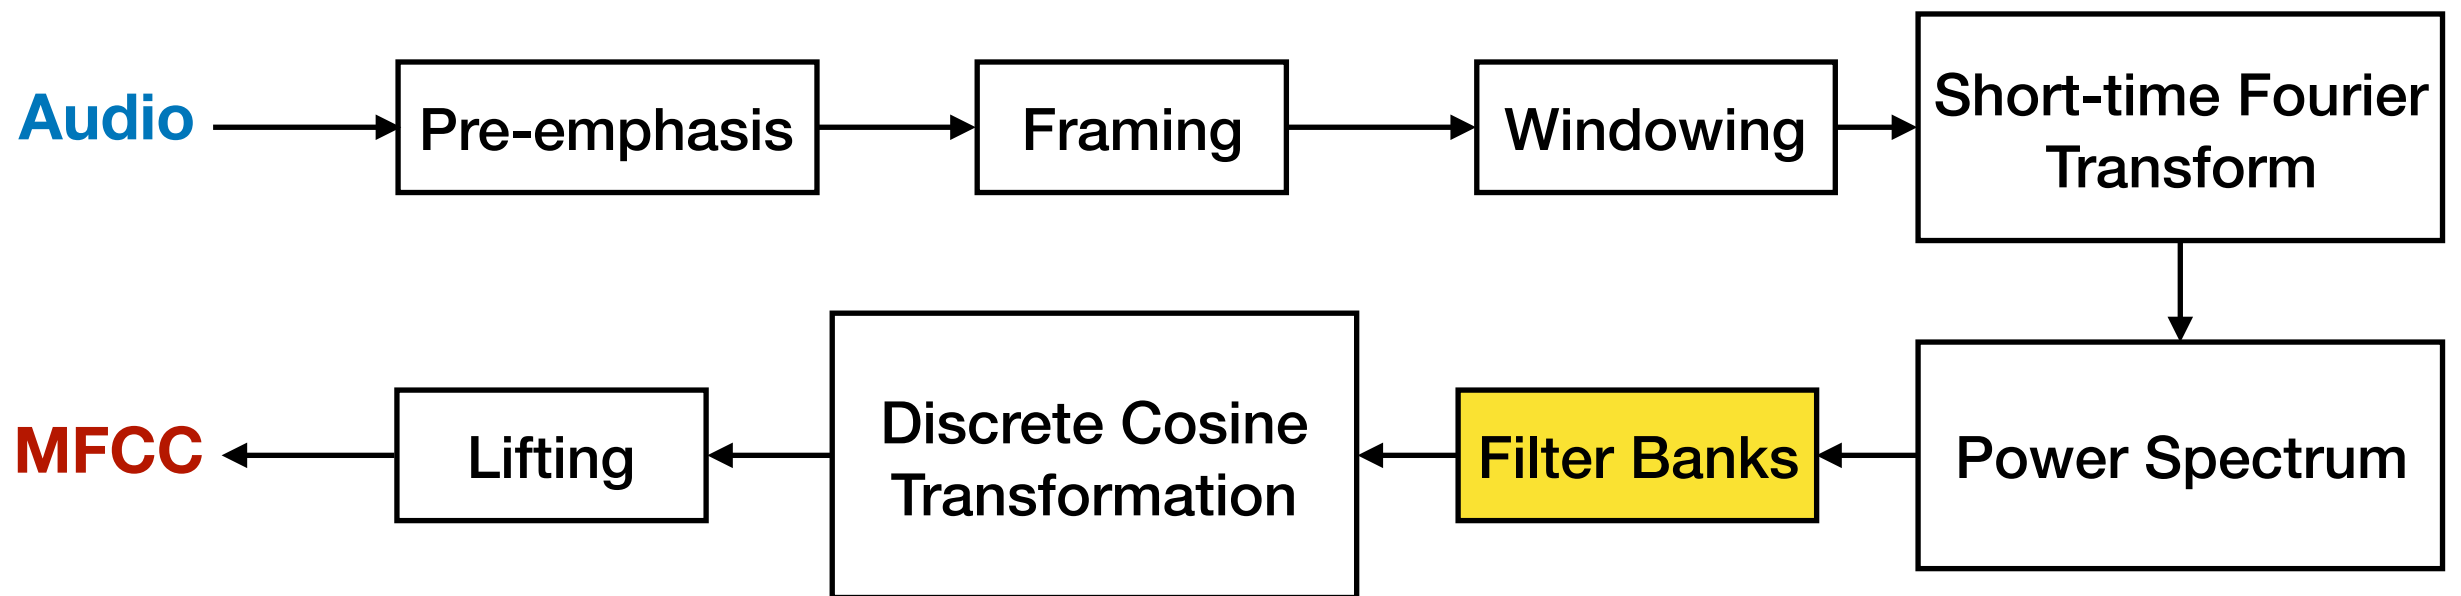 Audio
Pre-emphasis
Framing
Windowing
Short-time Fourier
Transform
Power Spectrum
Filter Banks
Discrete Cosine
Transformation
Lifting
MFCC